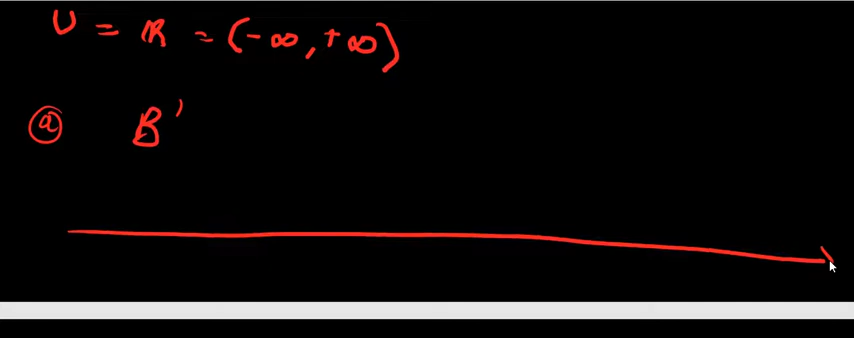 U = R = (-∞, +∞)
ⓐ B'